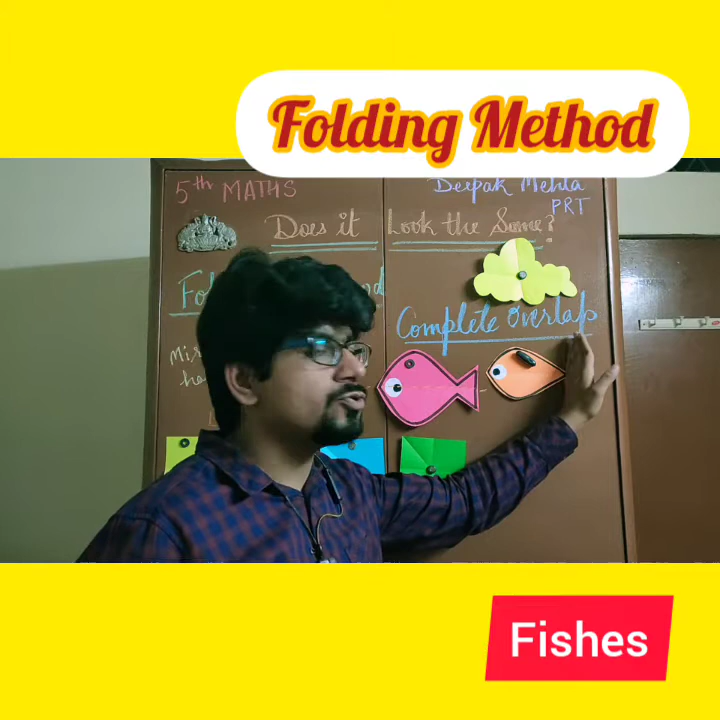 Folding Method
5th MATHS
Deepak Mehta
PRT
Does it Look the Same?
Complete Overlap
Fishes